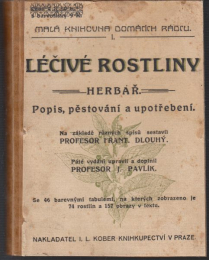 MALÁ KNIHOVNA DOMÁCÍCH RÁDCŮ.
I.
LÉČIVÉ ROSTLINY
HERBÁŘ.
Popis, pěstování a upotřebení.
Na základě různých spisů sestavil
PROFESOR FRANT. DLOUHÝ.
Páté vydání upravil a doplnil
PROFESOR F. PAVLÍK.
Se 46 barevnými tabulemi, na kterých zobrazeno je
74 rostlin a 157 obrazy v textu.
NAKLADATEL I. L. KOBER KNIHKUPECTVÍ V PRAZE